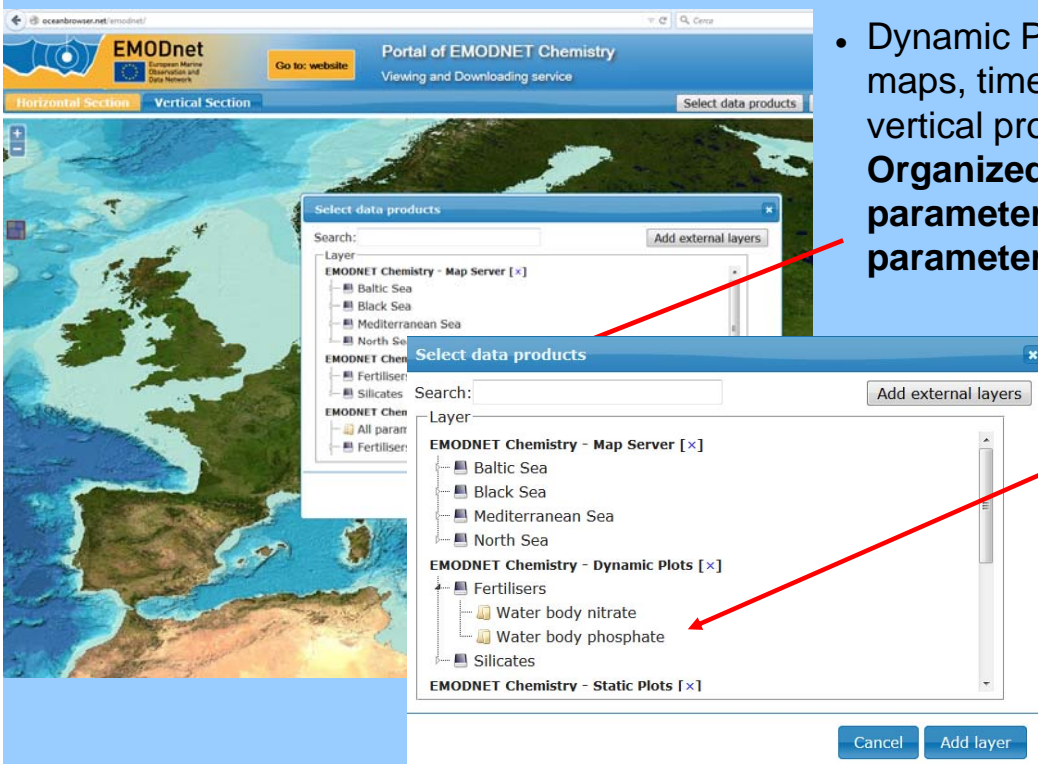 oceanbrowser.net/emodnet/
Cerca
EMODnet
European Marine
Observation and
Data Network
Go to: website
Portal of EMODNET Chemistry
Viewing and Downloading service
Horizontal Section
Vertical Section
Select data products
Select data products
Search:
Add external layers
Layer
EMODNET Chemistry - Map Server [×]
Baltic Sea
Black Sea
Mediterranean Sea
North Se
EMODNET Chem
Fertiliser
Silicates
EMODNET Chem
All param
Fertiliser
Select data products
Search:
Add external layers
Layer
EMODNET Chemistry - Map Server [×]
Baltic Sea
Black Sea
Mediterranean Sea
North Sea
EMODNET Chemistry - Dynamic Plots [×]
Fertilisers
Water body nitrate
Water body phosphate
Silicates
EMODNET Chemistry - Static Plots [×]
Cancel
Add layer
• Dynamic P
maps, time
vertical pro
Organized
parameter
parameter